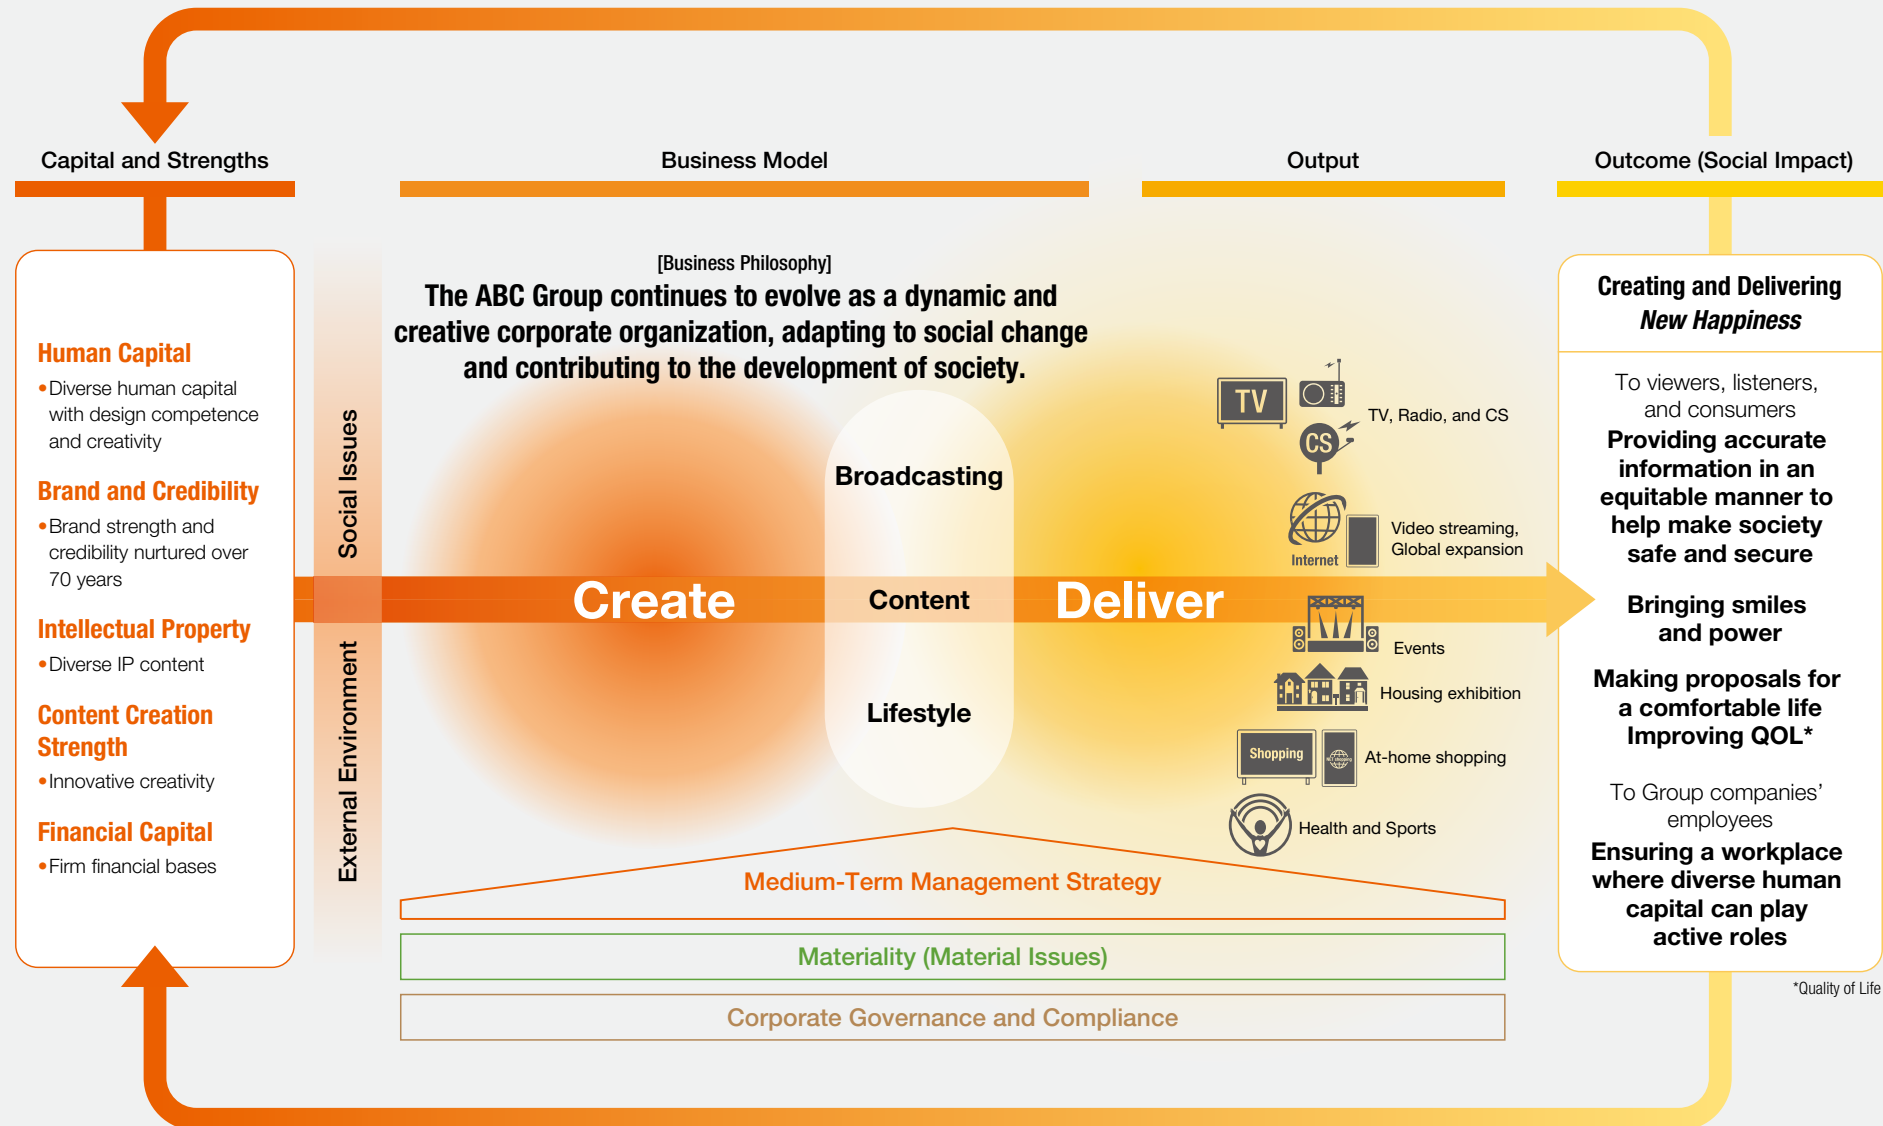 Capital and Strengths
Business Model
Output
Outcome (Social Impact)
Human Capital
•Diverse human capital
with design competence
and creativity
Brand and Credibility
•Brand strength and
credibility nurtured over
70 years
Intellectual Property
•Diverse IP content
Content Creation
Strength
•Innovative creativity
Financial Capital
•Firm financial bases
Social Issues
External Environment
[Business Philosophy]
The ABC Group continues to evolve as a dynamic and
creative corporate organization, adapting to social change
and contributing to the development of society.
Broadcasting
Create
Content
Deliver
Lifestyle
TV
CS
TV, Radio, and CS
Internet
Video streaming,
Global expansion
Events
Housing exhibition
Shopping
NET shopping
At-home shopping
Health and Sports
Medium-Term Management Strategy
Materiality (Material Issues)
Corporate Governance and Compliance
Creating and Delivering
New Happiness
To viewers, listeners,
and consumers
Providing accurate
information in an
equitable manner to
help make society
safe and secure
Bringing smiles
and power
Making proposals for
a comfortable life
Improving QOL*
To Group companies’
employees
Ensuring a workplace
where diverse human
capital can play
active roles
*Quality of Life